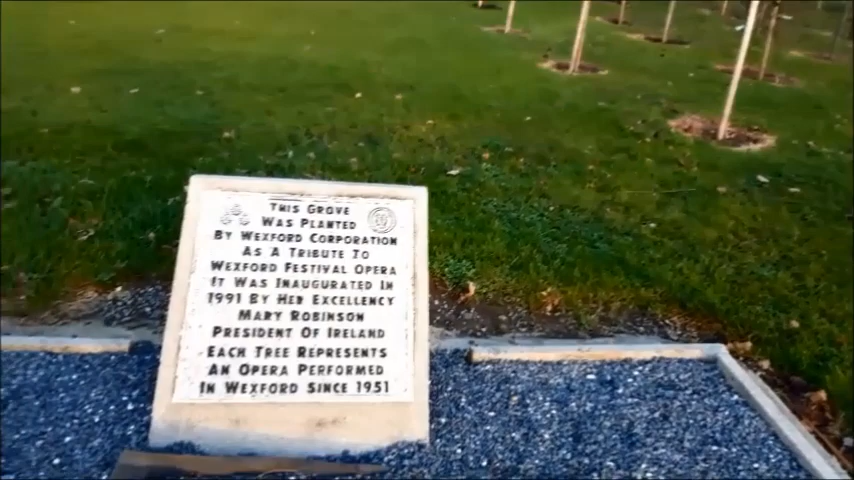 THIS GROVE
WAS PLANTED
BY WEXFORD CORPORATION
AS A TRIBUTE TO
WEXFORD FESTIVAL OPERA
IT WAS INAUGURATED IN
1991 BY HER EXCELLENCY
MARY ROBINSON
PRESIDENT OF IRELAND
EACH TREE REPRESENTS
AN OPERA PERFORMED
IN WEXFORD SINCE 1951